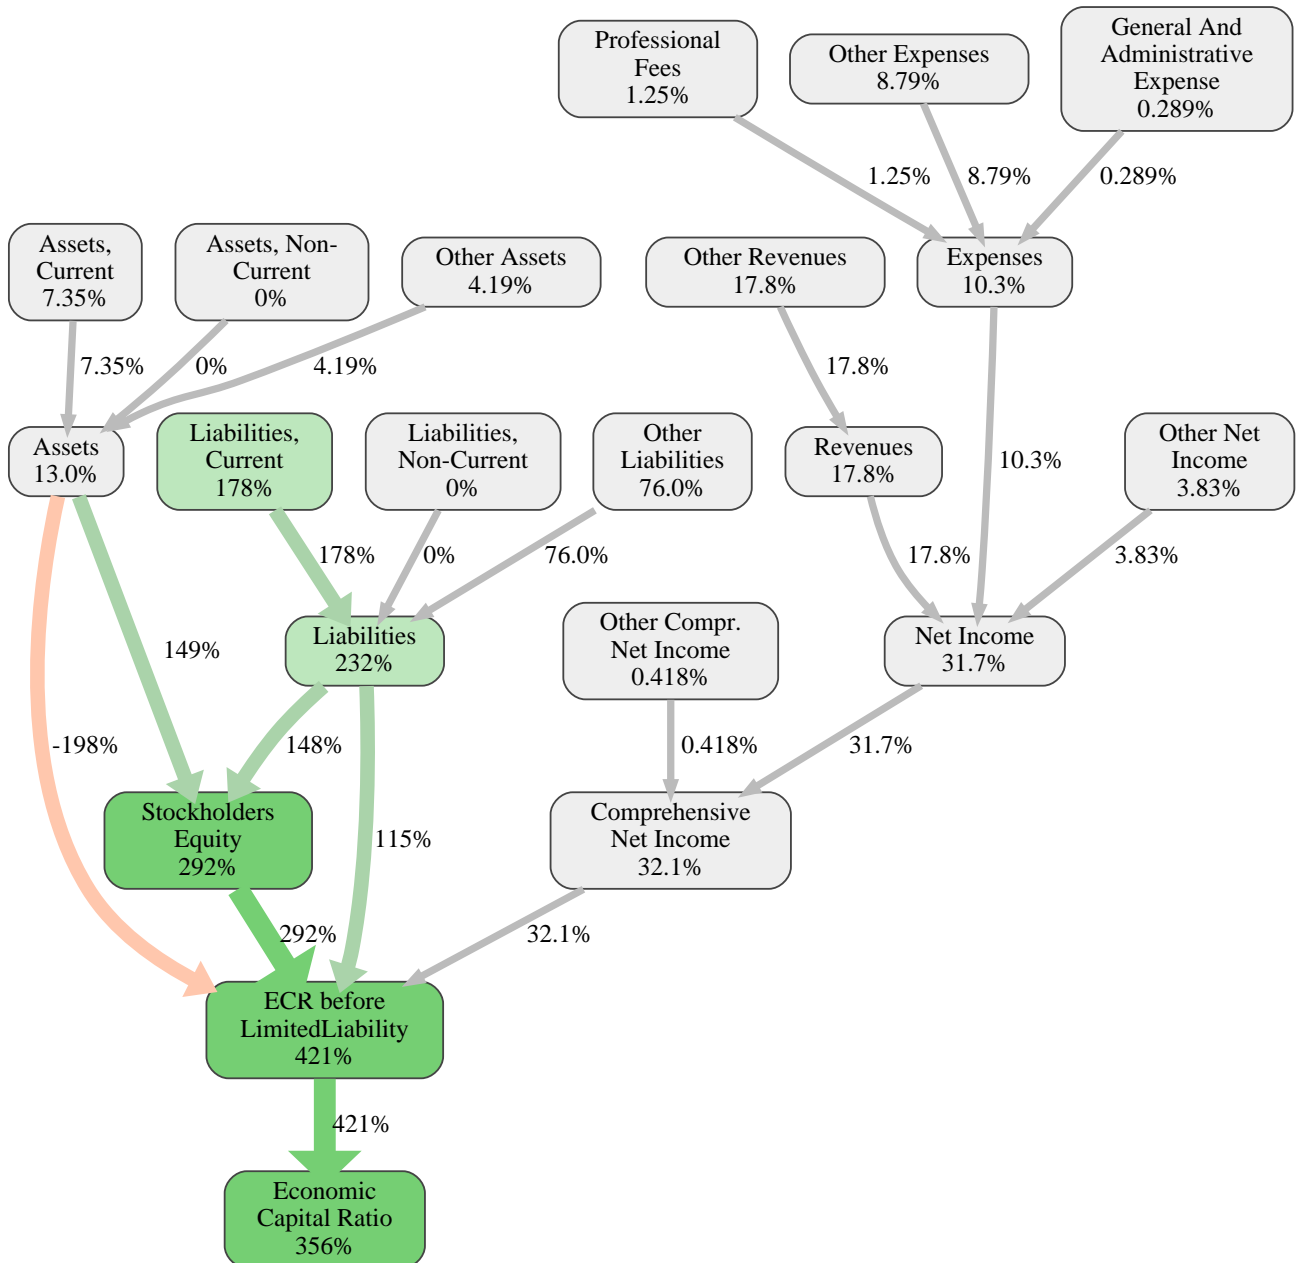 Professional
Fees
1.25%
Other Expenses
8.79%
General And
Administrative
Expense
0.289%
1.25%
8.79%
0.289%
Assets,
Current
7.35%
Assets, Non-
Current
0%
Other Assets
4.19%
Other Revenues
17.8%
Expenses
10.3%
7.35%
0%
4.19%
17.8%
Assets
13.0%
Liabilities,
Current
178%
Liabilities,
Non-Current
0%
Other
Liabilities
76.0%
Revenues
17.8%
10.3%
Other Net
Income
3.83%
178%
0%
76.0%
17.8%
3.83%
149%
Liabilities
232%
Other Compr.
Net Income
0.418%
Net Income
31.7%
-198%
148%
0.418%
31.7%
Stockholders
Equity
292%
115%
Comprehensive
Net Income
32.1%
292%
32.1%
ECR before
LimitedLiability
421%
421%
Economic
Capital Ratio
356%